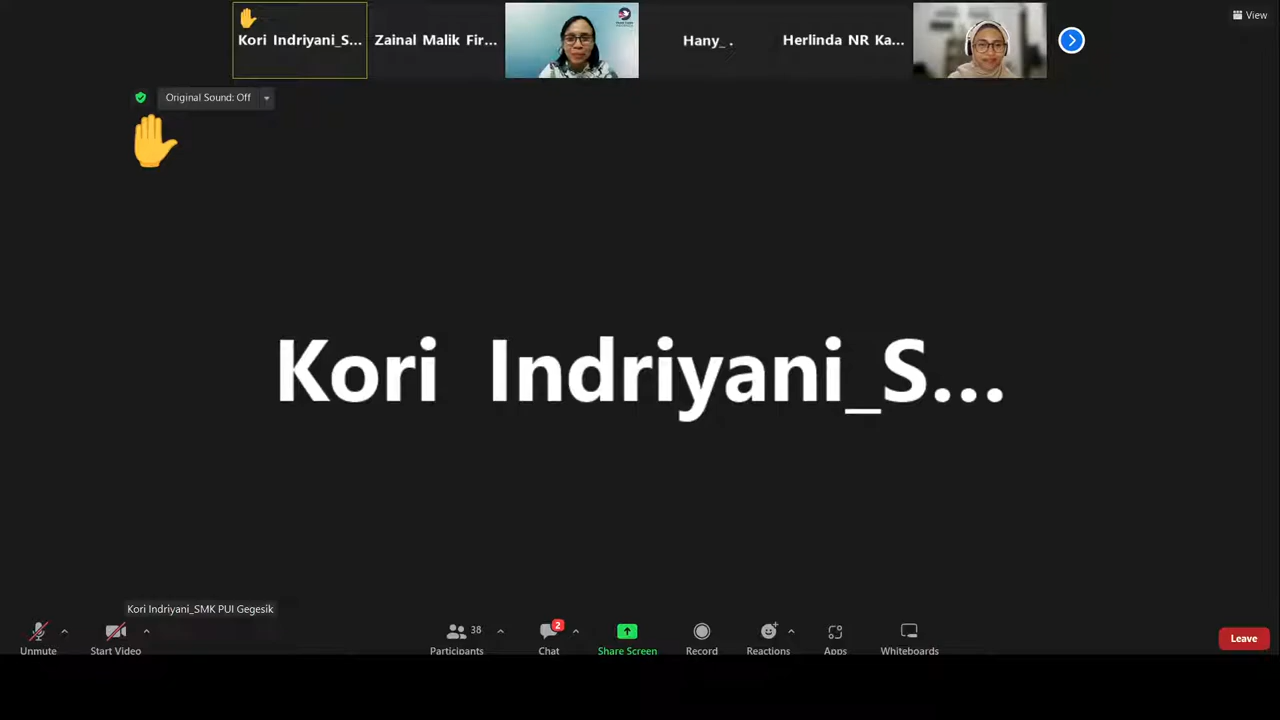 Kori Indriyani_S...
Zainal Malik Fir...
Hany_ .
Herlinda NR Ka...
View
Original Sound: Off
Kori Indriyani_S...
Kori Indriyani_SMK PUI Gegesik
Unmute
Start Video
38
Participants
2
Chat
Share Screen
Record
Reactions
Apps
Whiteboards
Leave